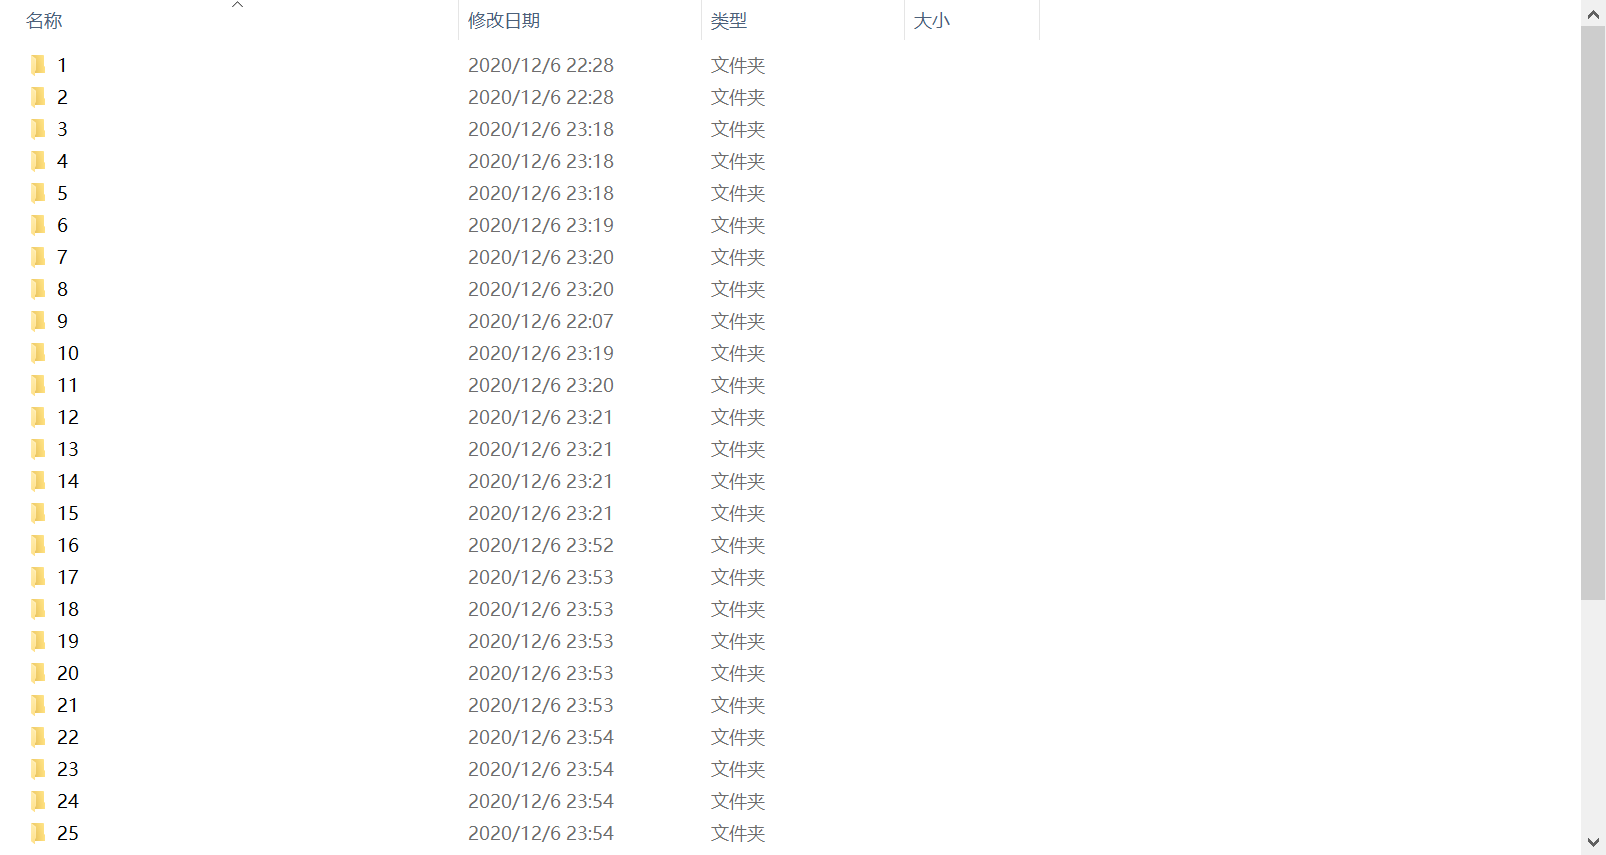 名称 修改日期 类型 大小
1 2020/12/6 22:28 文件夹
2 2020/12/6 22:28 文件夹
3 2020/12/6 23:18 文件夹
4 2020/12/6 23:18 文件夹
5 2020/12/6 23:18 文件夹
6 2020/12/6 23:19 文件夹
7 2020/12/6 23:20 文件夹
8 2020/12/6 23:20 文件夹
9 2020/12/6 22:07 文件夹
10 2020/12/6 23:19 文件夹
11 2020/12/6 23:20 文件夹
12 2020/12/6 23:21 文件夹
13 2020/12/6 23:21 文件夹
14 2020/12/6 23:21 文件夹
15 2020/12/6 23:21 文件夹
16 2020/12/6 23:52 文件夹
17 2020/12/6 23:53 文件夹
18 2020/12/6 23:53 文件夹
19 2020/12/6 23:53 文件夹
20 2020/12/6 23:53 文件夹
21 2020/12/6 23:53 文件夹
22 2020/12/6 23:54 文件夹
23 2020/12/6 23:54 文件夹
24 2020/12/6 23:54 文件夹
25 2020/12/6 23:54 文件夹